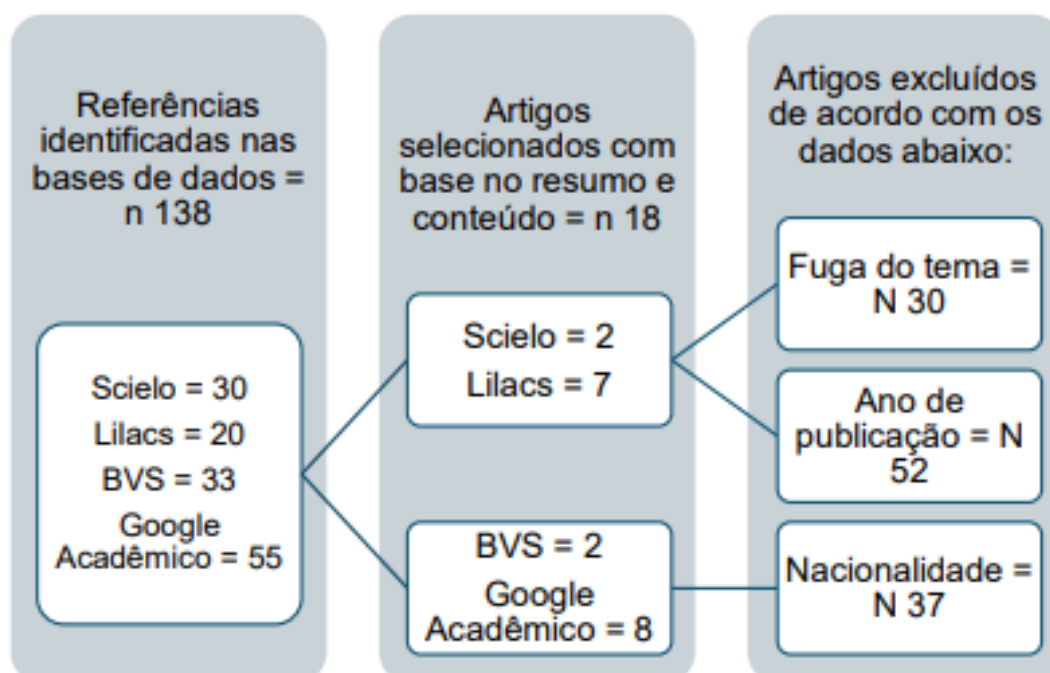 Referências
identificadas nas
bases de dados =
n 138
Scielo = 30
Lilacs = 20
BVS = 33
Google
Acadêmico = 55
Artigos
selecionados com
base no resumo e
conteúdo = n 18
Scielo = 2
Lilacs = 7
BVS = 2
Google
Acadêmico = 8
Artigos excluídos
de acordo com os
dados abaixo:
Fuga do tema =
N 30
Ano de
publicação = N
52
Nacionalidade =
N 37